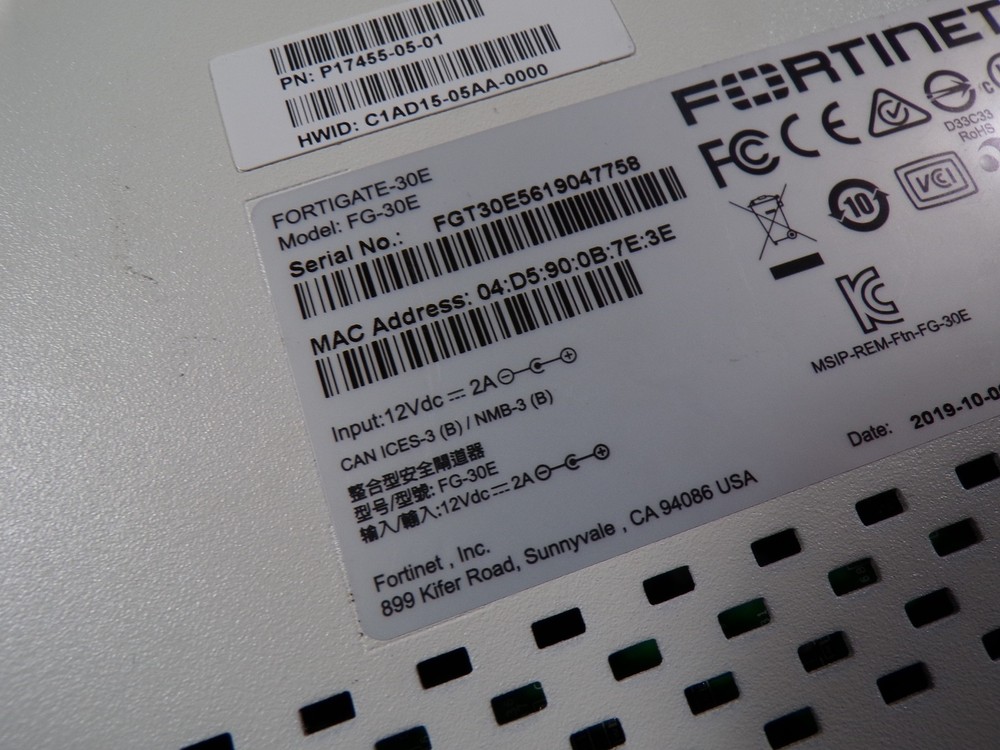 PN: P17455-05-01
HWID: C1AD15-05AA-0000
FORTINET
FORTIGATE-30E
Model: FG-30E
Serial No.: FGT30E5619047758
MAC Address: 04:D5:90:0B:7E:3E
Input:12Vdc ⎓ 2A
CAN ICES-3 (B) / NMB-3 (B)
整合型安全閘道器
型号/型號: FG-30E
输入/輸入:12Vdc ⎓ 2A
Fortinet , Inc.
899 Kifer Road, Sunnyvale , CA 94086 USA
FC CE
D33C33
RoHS
10
VCI
MSIP-REM-Ftn-FG-30E
Date: 2019-10-0